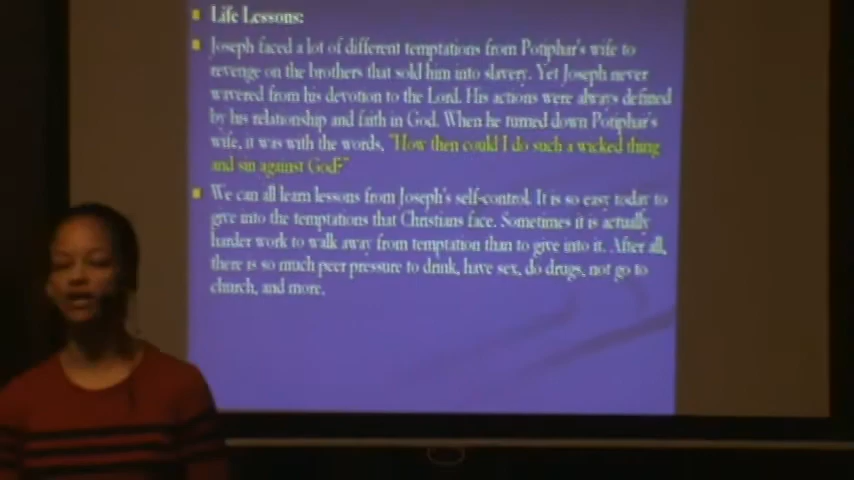 Life Lessons:
Joseph faced a lot of different temptations from Potiphar's wife to
revenge on the brothers that sold him into slavery. Yet Joseph never
wavered from his devotion to the Lord. His actions were always defined
by his relationship and faith in God. When he turned down Potiphar's
wife, it was with the words, "How then could I do such a wicked thing
and sin against God?"
We can all learn lessons from Joseph's self-control. It is so easy today to
give into the temptations that Christians face. Sometimes it is actually
harder work to walk away from temptation than to give into it. After all,
there is so much peer pressure to drink, have sex, do drugs, not go to
church, and more.